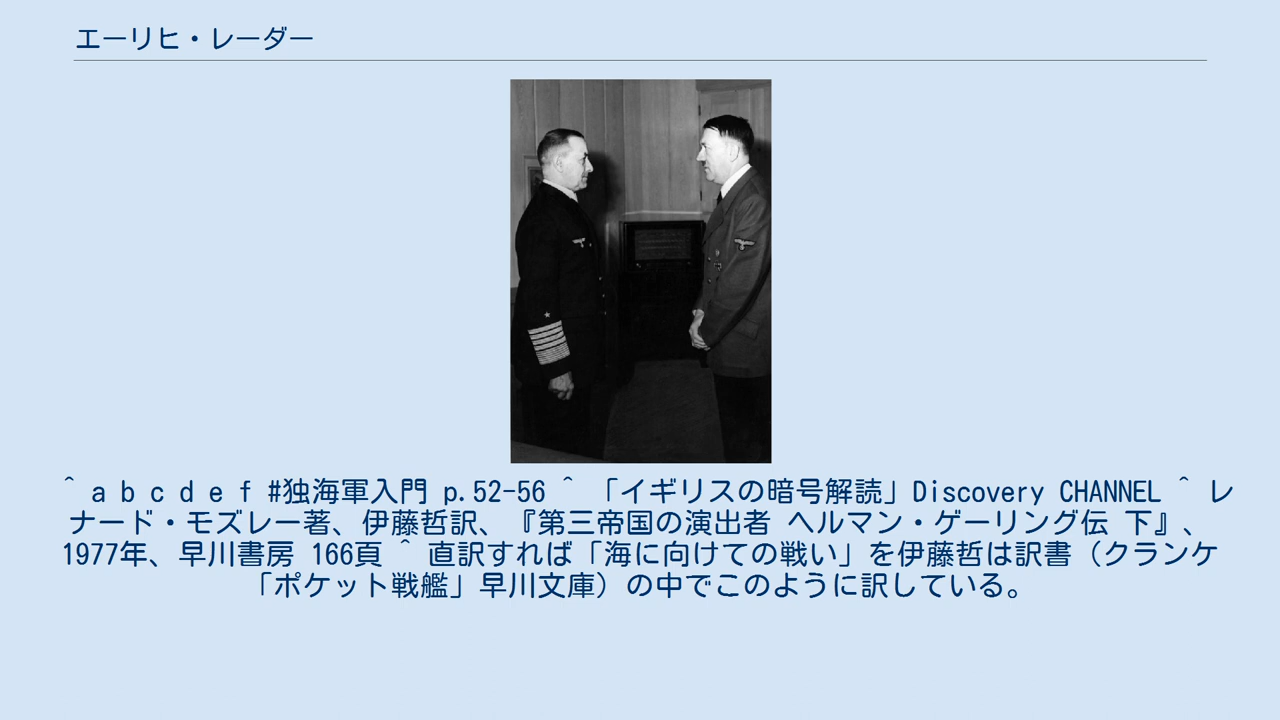 エーリヒ・レーダー
^ a b c d e f #独海軍入門 p.52-56 ^ 「イギリスの暗号解読」Discovery CHANNEL ^ レ
ナード・モズレー著、伊藤哲訳、『第三帝国の演出者 ヘルマン・ゲーリング伝 下』、
1977年、早川書房 166頁 ^ 直訳すれば「海に向けての戦い」を伊藤哲は訳書（クランケ
「ポケット戦艦」早川文庫）の中でこのように訳している。